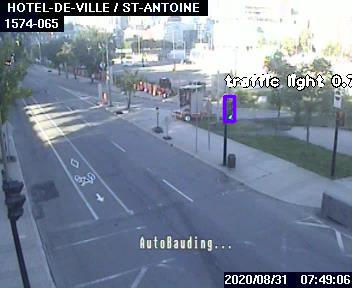 HOTEL-DE-VILLE / ST-ANTOINE
1574-065
traffic light 0.7
AutoBauding...
2020/08/31 07:49:06